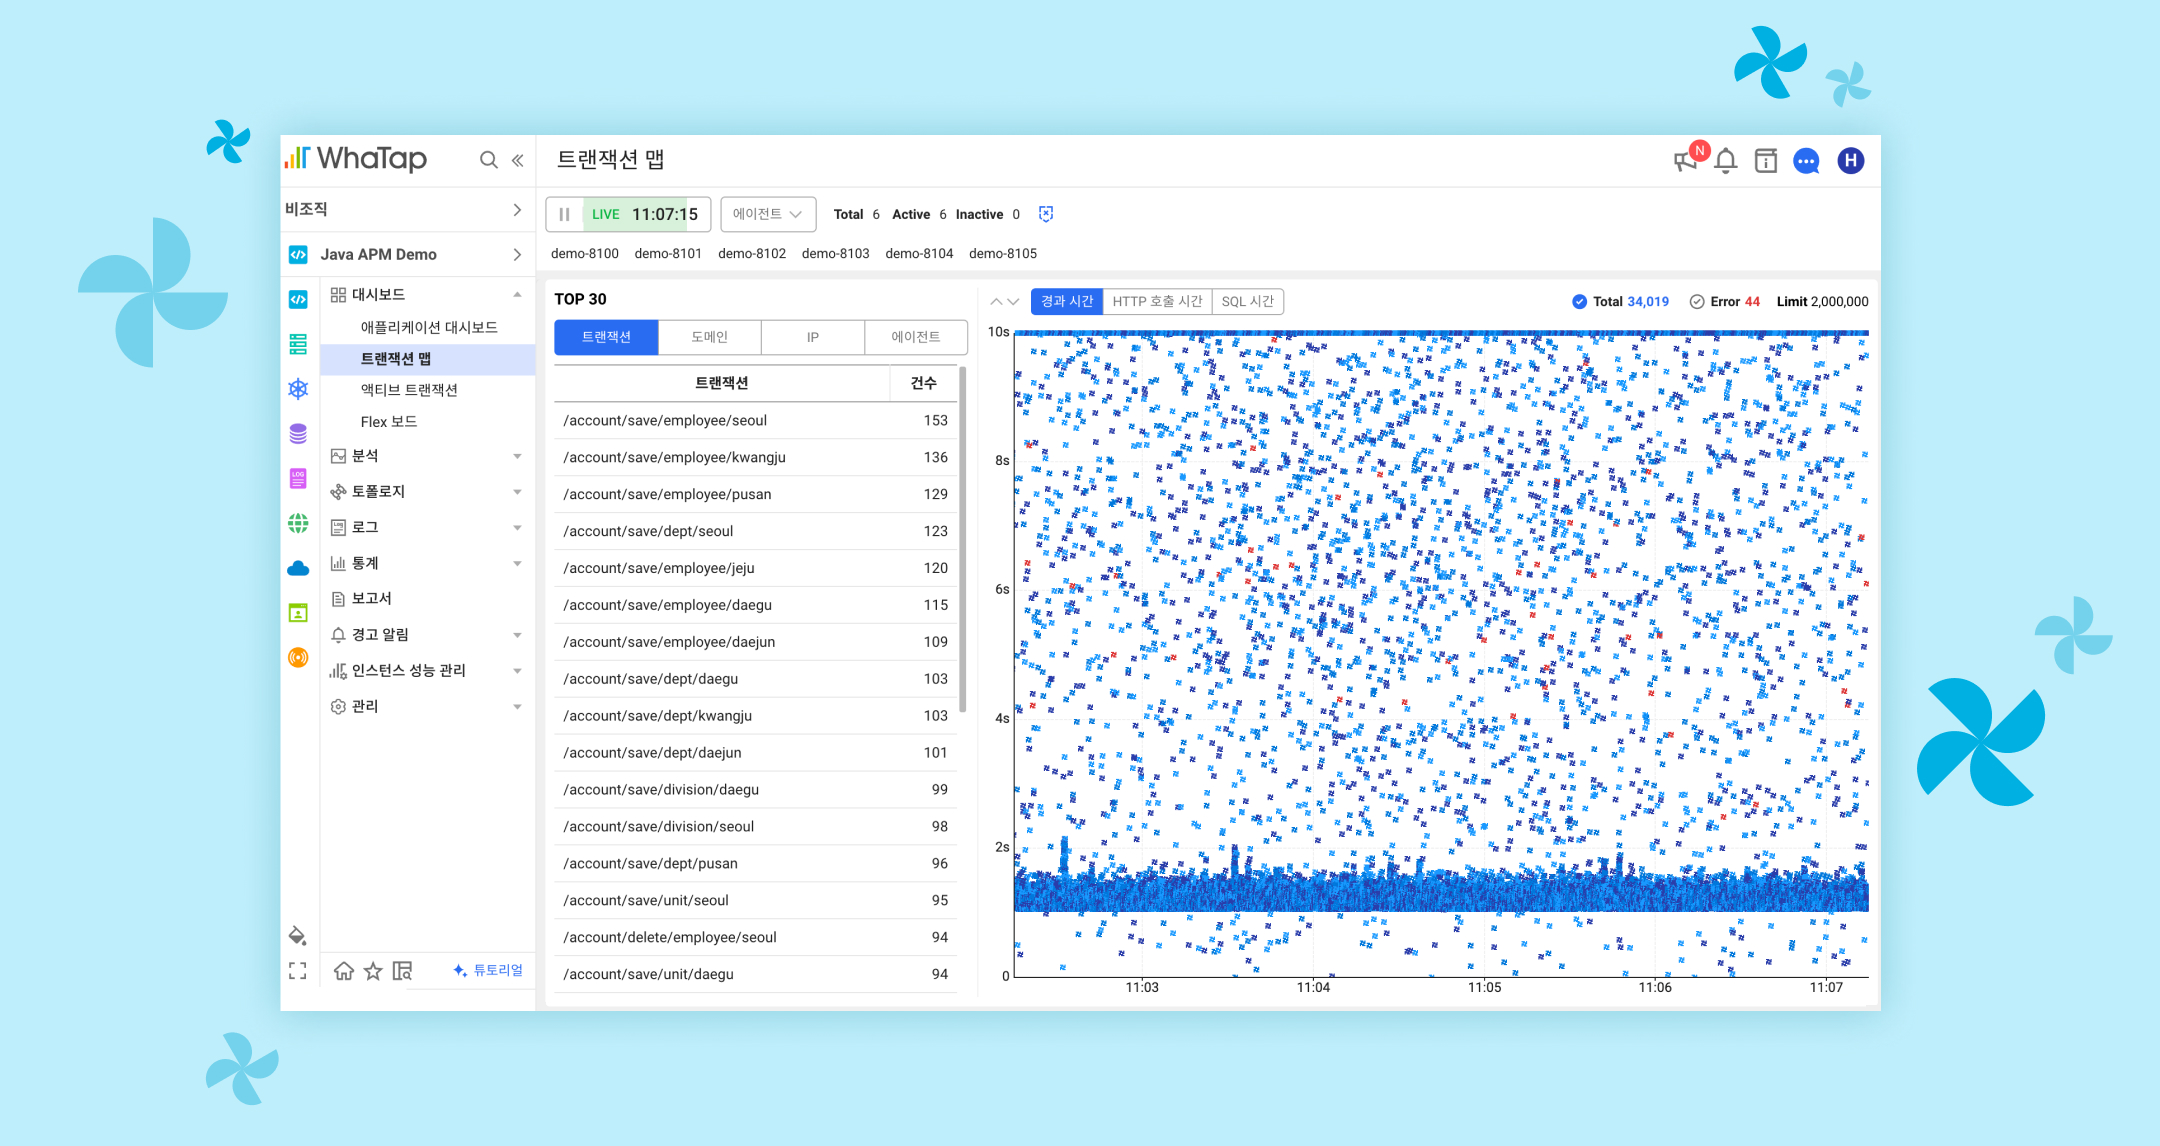 WhaTap
트랜잭션 맵
N
H
비조직
LIVE 11:07:15
에이전트
Total 6 Active 6 Inactive 0
Java APM Demo
demo-8100 demo-8101 demo-8102 demo-8103 demo-8104 demo-8105
대시보드
애플리케이션 대시보드
트랜잭션 맵
액티브 트랜잭션
Flex 보드
분석
토폴로지
LOG
로그
통계
보고서
경고 알림
인스턴스 성능 관리
관리
튜토리얼
TOP 30
트랜잭션 도메인 IP 에이전트
트랜잭션 건수
/account/save/employee/seoul 153
/account/save/employee/kwangju 136
/account/save/employee/pusan 129
/account/save/dept/seoul 123
/account/save/employee/jeju 120
/account/save/employee/daegu 115
/account/save/employee/daejun 109
/account/save/dept/daegu 103
/account/save/dept/kwangju 103
/account/save/dept/daejun 101
/account/save/division/daegu 99
/account/save/division/seoul 98
/account/save/dept/pusan 96
/account/save/unit/seoul 95
/account/delete/employee/seoul 94
/account/save/unit/daegu 94
경과 시간 HTTP 호출 시간 SQL 시간
Total 34,019 Error 44 Limit 2,000,000
10s
8s
6s
4s
2s
0
11:03 11:04 11:05 11:06 11:07